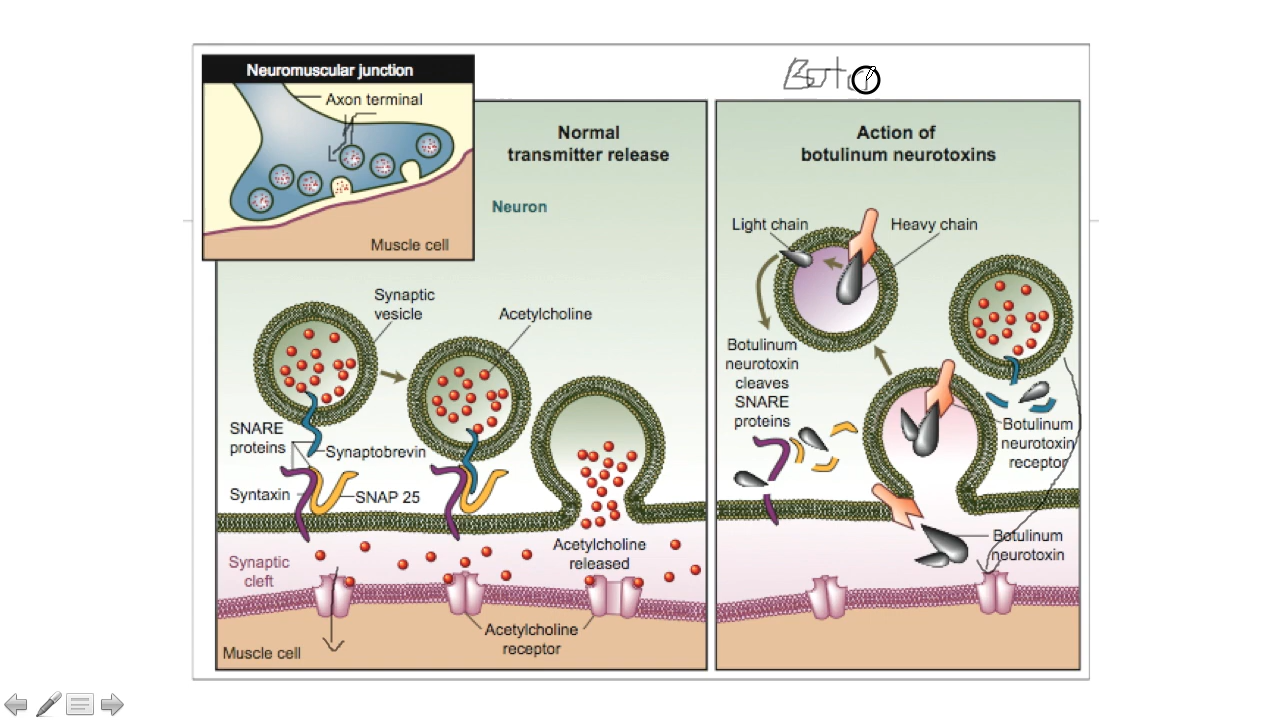 Boto
Neuromuscular junction
Axon terminal
Muscle cell
Normal
transmitter release
Neuron
Synaptic
vesicle
Acetylcholine
SNARE
proteins
Synaptobrevin
Syntaxin
SNAP 25
Acetylcholine
released
Synaptic
cleft
Acetylcholine
receptor
Muscle cell
Action of
botulinum neurotoxins
Light chain
Heavy chain
Botulinum
neurotoxin
cleaves
SNARE
proteins
Botulinum
neurotoxin
receptor
Botulinum
neurotoxin